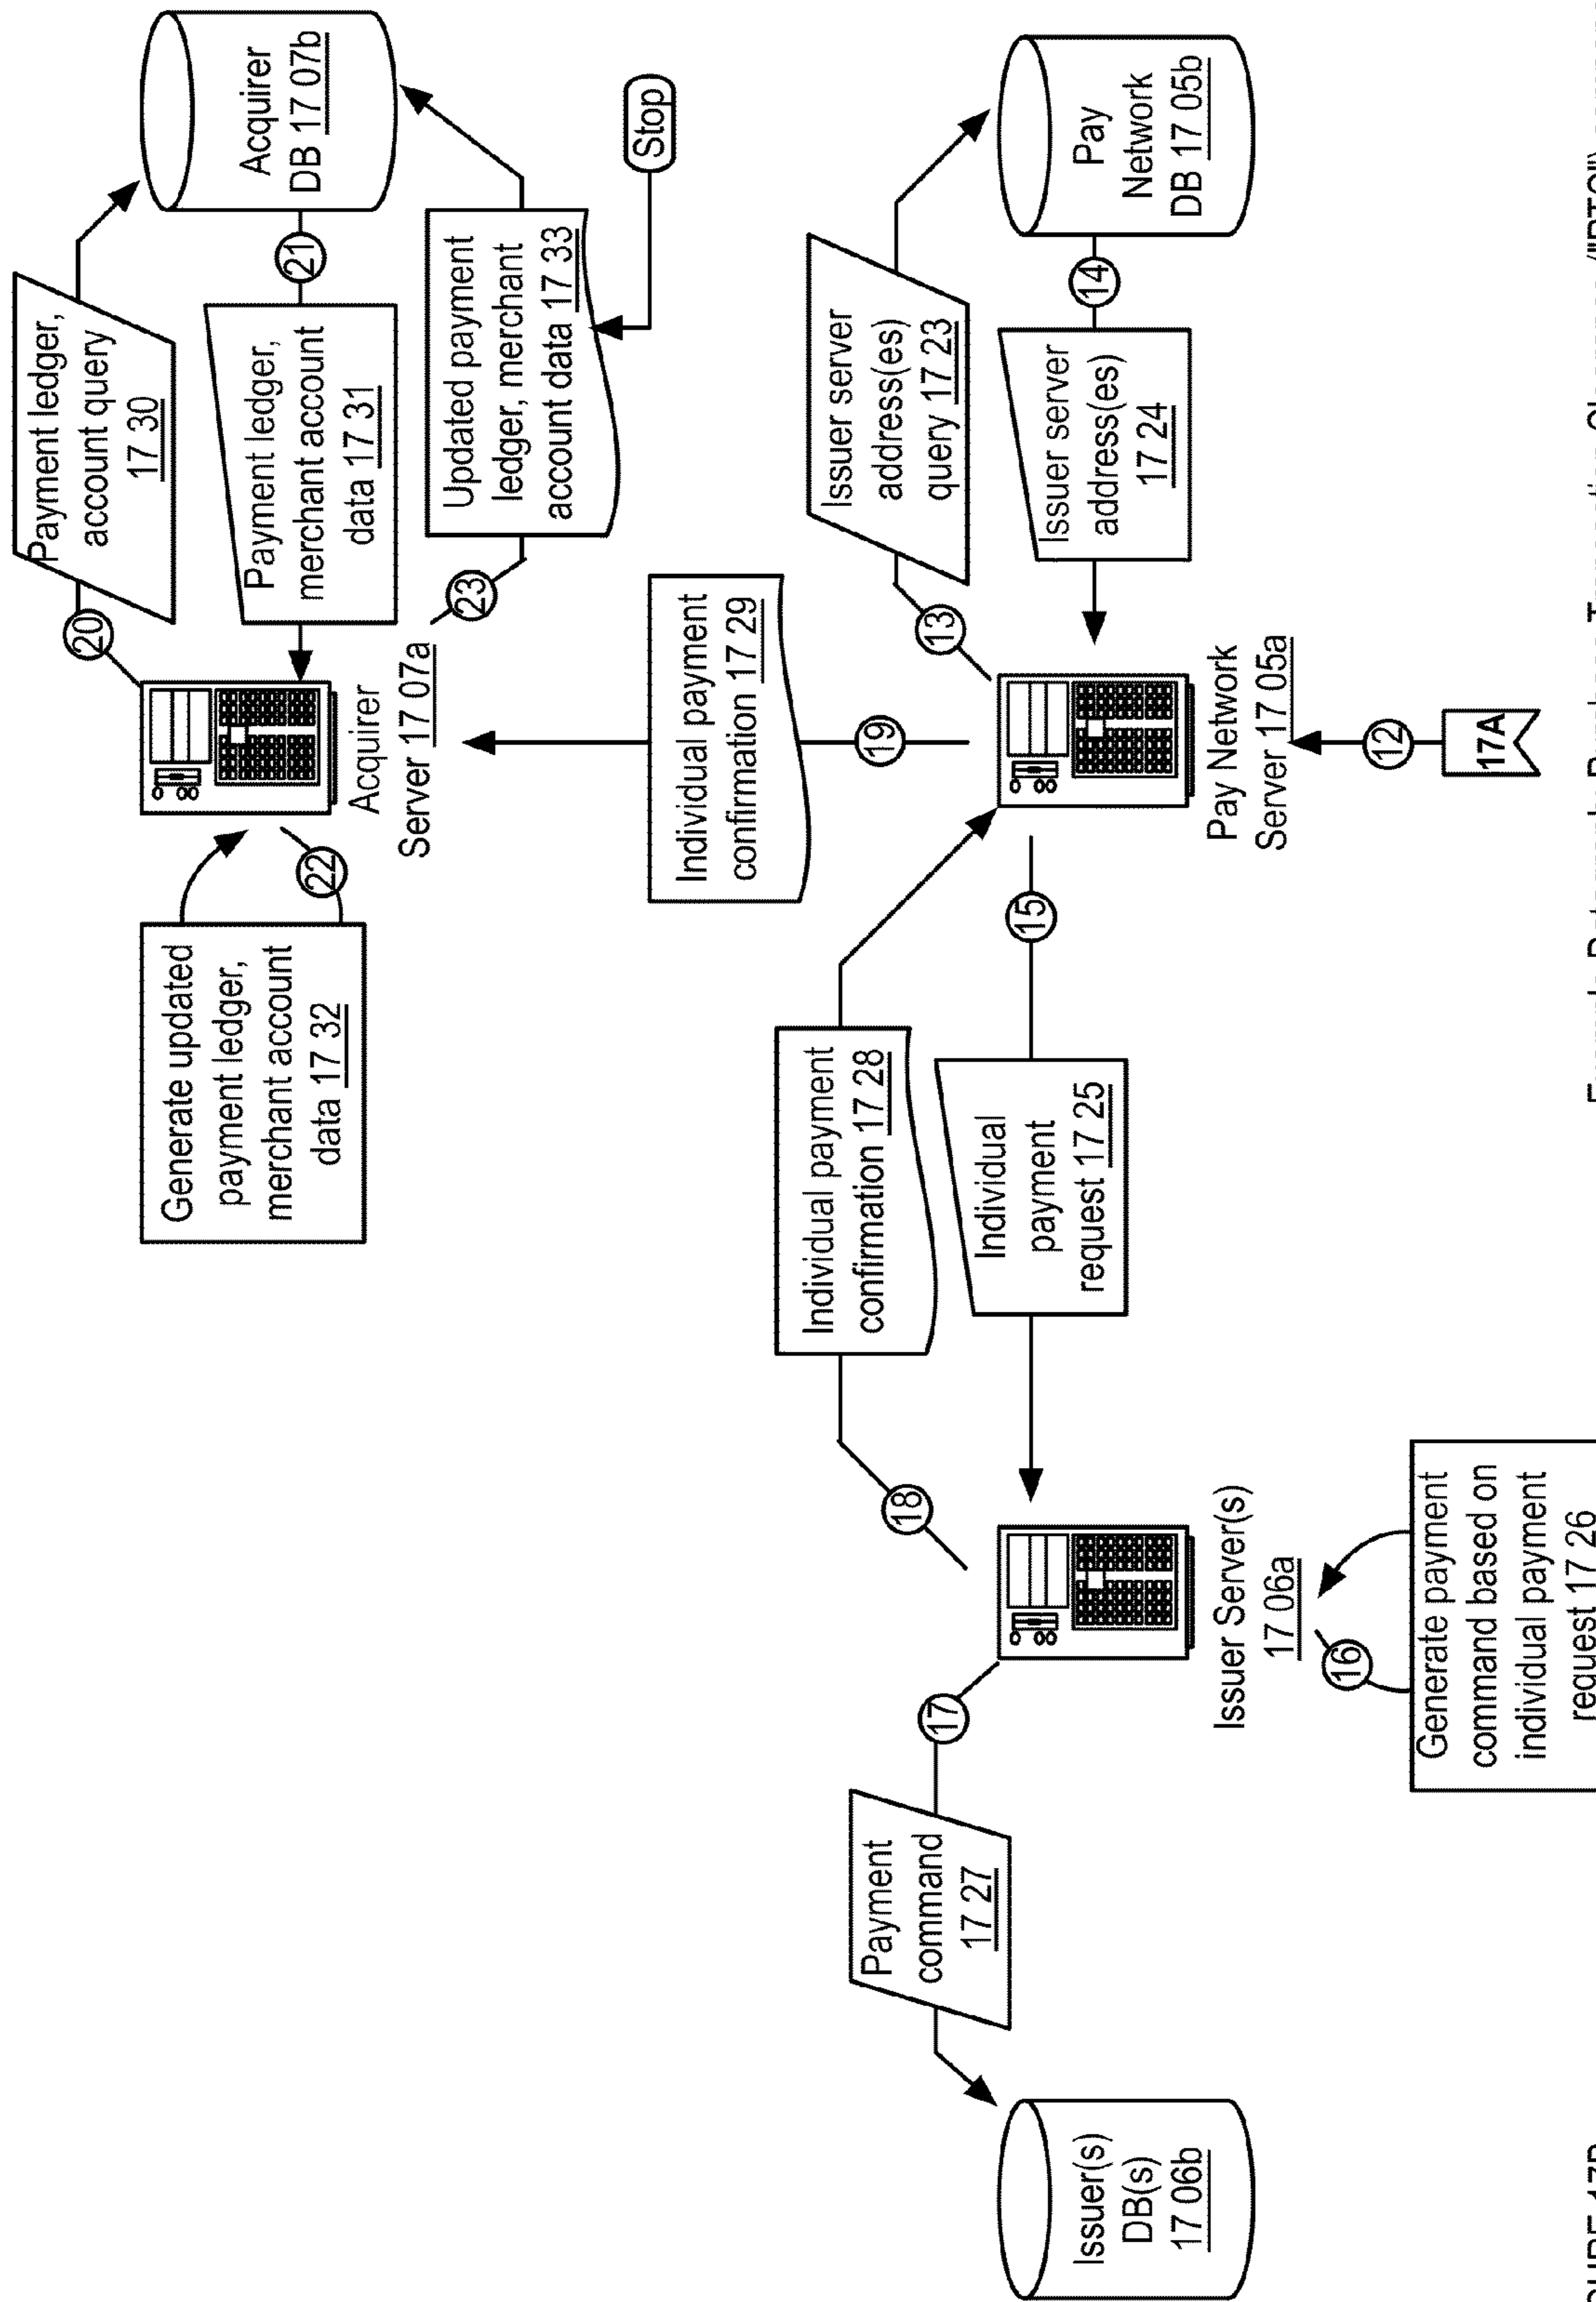 Payment ledger,
account query
17 30
20
Generate updated
payment ledger,
merchant account
data 17 32
22
Acquirer
Server 17 07a
Payment ledger,
merchant account
data 17 31
21
Acquirer
DB 17 07b
23
Updated payment
ledger, merchant
account data 17 33
Stop
Individual payment
confirmation 17 29
19
Payment
command
17 27
17
18
Individual payment
confirmation 17 28
13
Issuer server
address(es)
query 17 23
Issuer(s)
DB(s)
17 06b
Individual
payment
request 17 25
15
Issuer server
address(es)
17 24
14
Pay
Network
DB 17 05b
Issuer Server(s)
17 06a
Pay Network
Server 17 05a
16
12
17A
Generate payment
command based on
individual payment
request 17 26